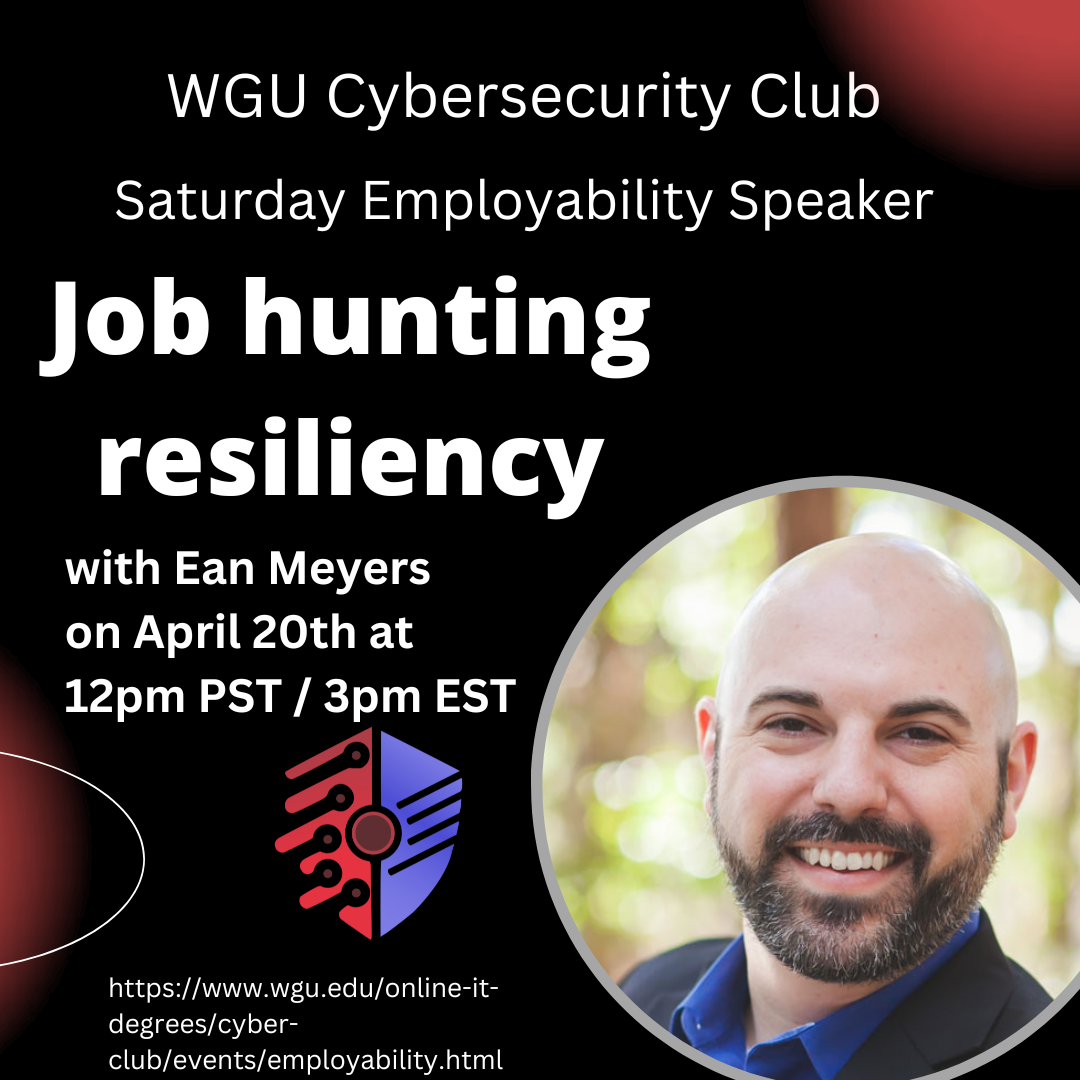 WGU Cybersecurity Club
Saturday Employability Speaker
Job hunting
resiliency
with Ean Meyers
on April 20th at
12pm PST / 3pm EST
https://www.wgu.edu/online-it-
degrees/cyber-
club/events/employability.html